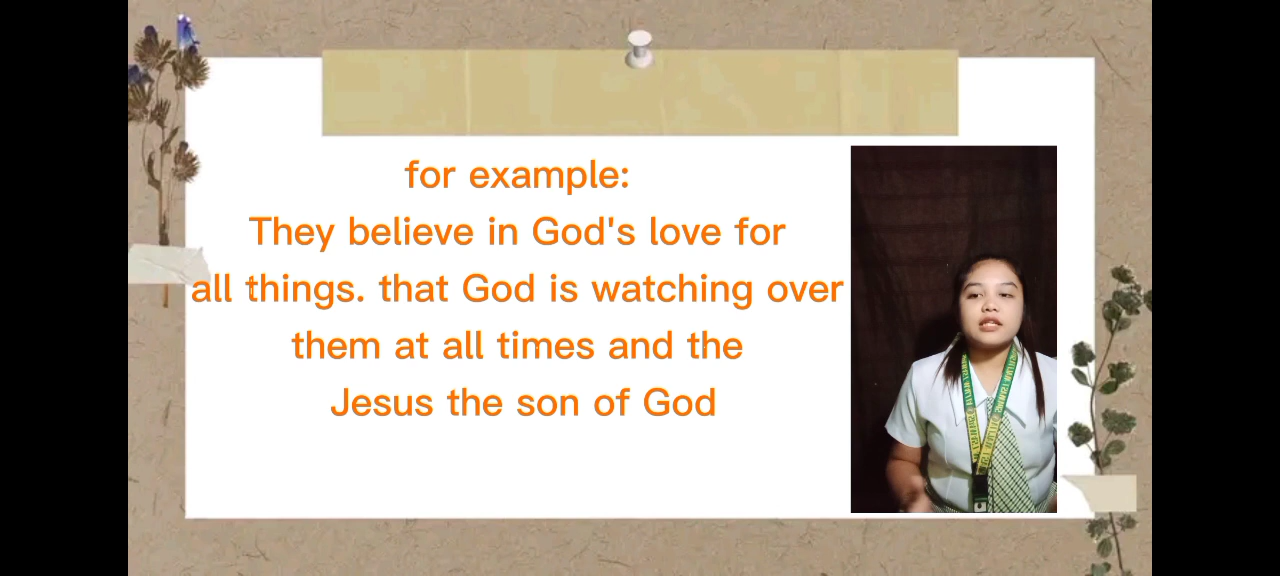 for example:
They believe in God's love for
all things. that God is watching over
them at all times and the
Jesus the son of God